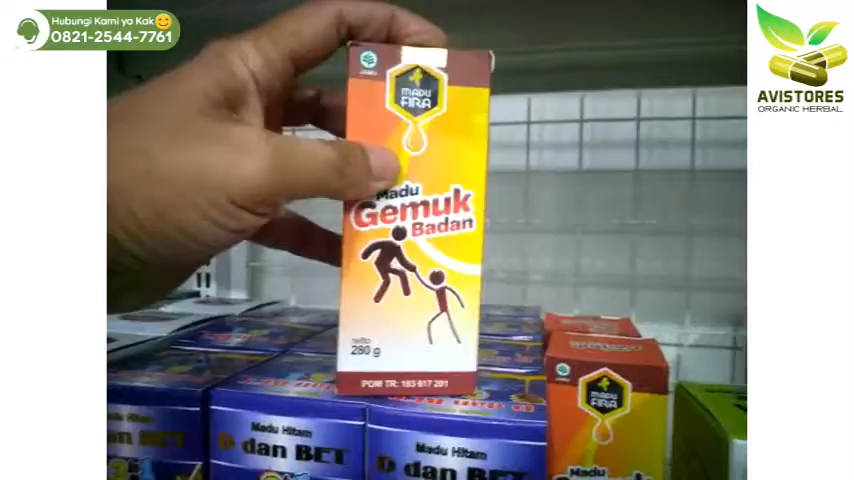 Hubungi Kami ya Kak
0821-2544-7761
AVISTORES
ORGANIC HERBAL
JAMU
MADU
FIRA
Madu
Gemuk
Badan
netto
280 g
POM TR: 183 617 201
MADU
FIRA
Madu
Madu Hitam
D dan BET
Madu Hitam
D dan BET